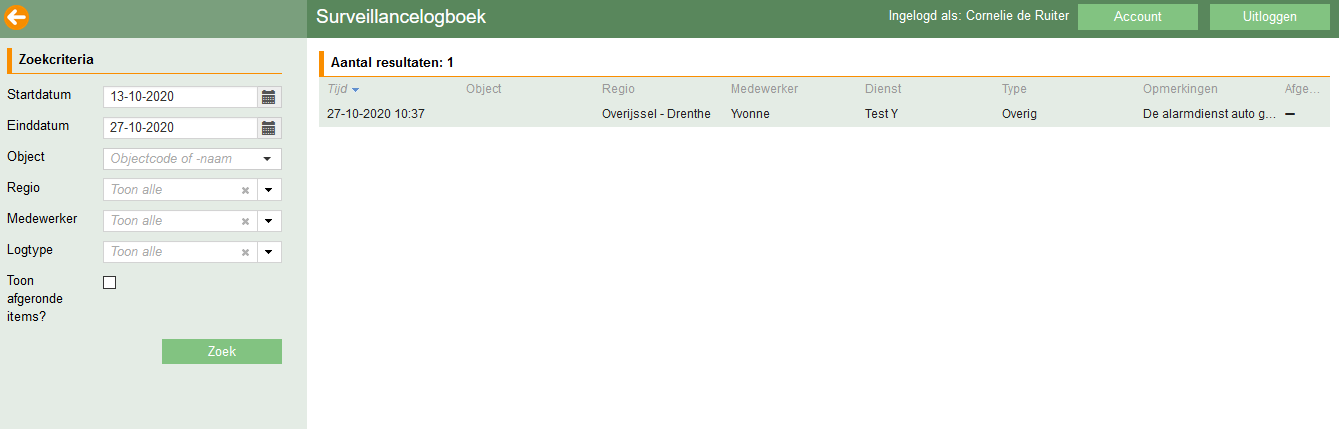 Surveillancelogboek
Ingelogd als: Cornelie de Ruiter
Account
Uitloggen
Zoekcriteria
Startdatum 13-10-2020
Einddatum 27-10-2020
Object Objectcode of -naam
Regio Toon alle
Medewerker Toon alle
Logtype Toon alle
Toon
afgeronde
items?
Zoek
Aantal resultaten: 1
Tijd Object Regio Medewerker Dienst Type Opmerkingen Afge...
27-10-2020 10:37 Overijssel - Drenthe Yvonne Test Y Overig De alarmdienst auto g... –